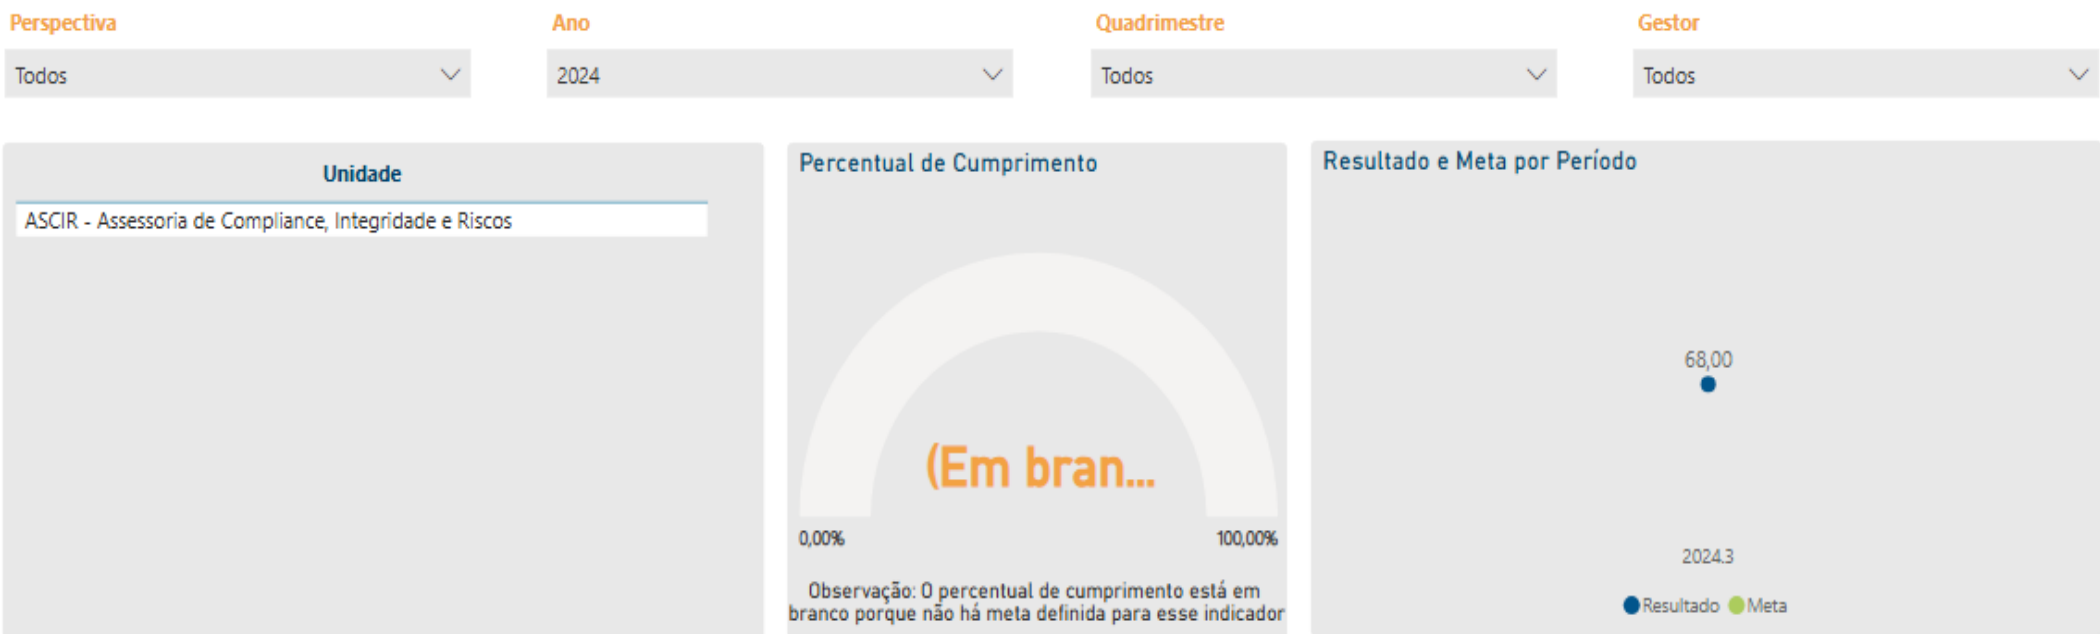 Perspectiva
Ano
Quadrimestre
Gestor
Todos
2024
Todos
Todos
Unidade
ASCIR - Assessoria de Compliance, Integridade e Riscos
Percentual de Cumprimento
(Em bran...
0,00%
100,00%
Observação: O percentual de cumprimento está em
branco porque não há meta definida para esse indicador
Resultado e Meta por Período
68,00
2024.3
Resultado Meta